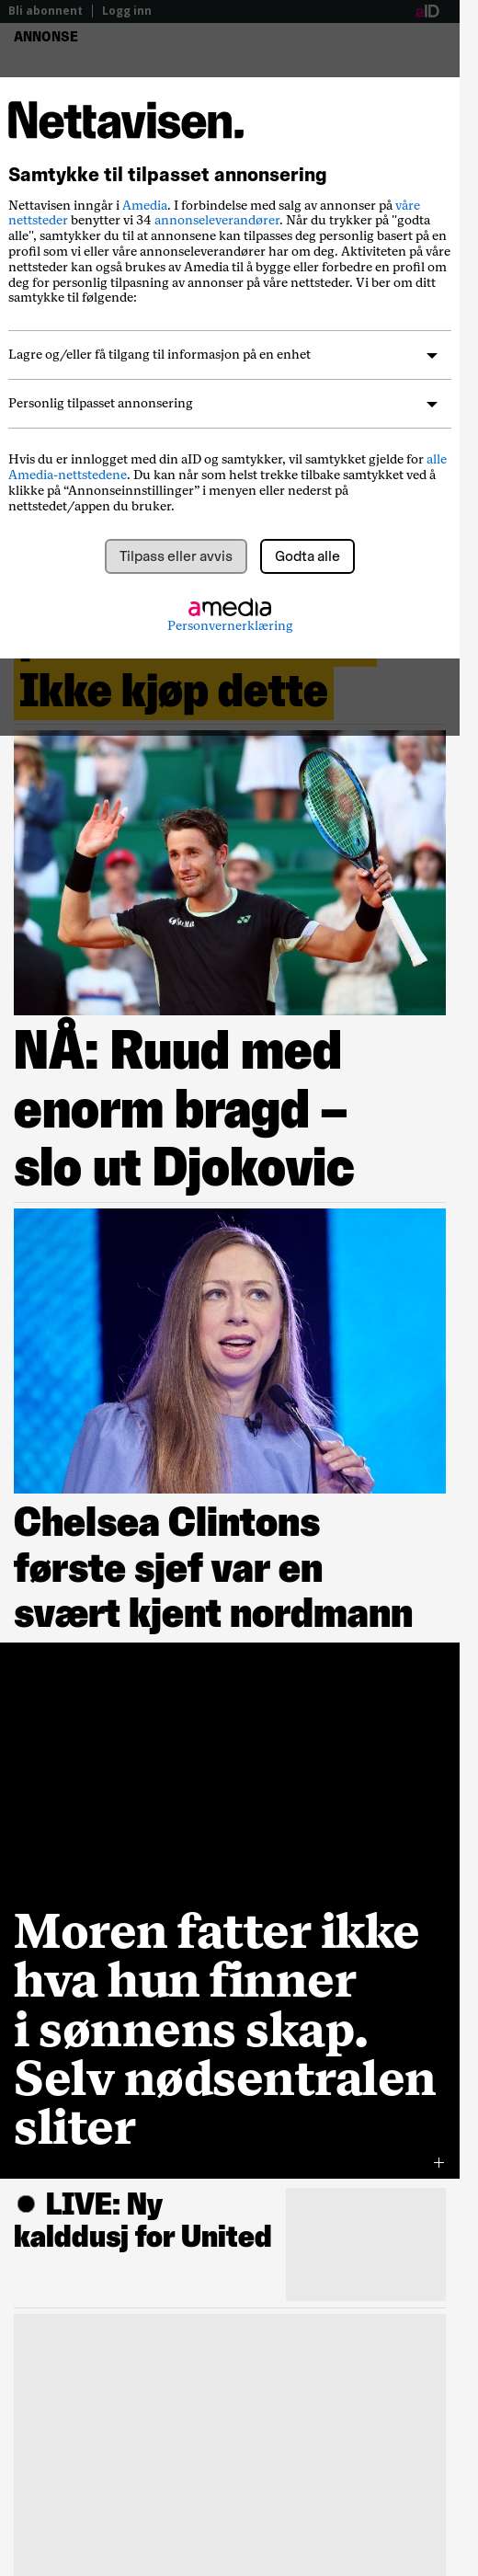 Bli abonnent | Logg inn aID
ANNONSE
Nettavisen.
Samtykke til tilpasset annonsering
Nettavisen inngår i Amedia. I forbindelse med salg av annonser på våre
nettsteder benytter vi 34 annonseleverandører. Når du trykker på "godta
alle", samtykker du til at annonsene kan tilpasses deg personlig basert på en
profil som vi eller våre annonseleverandører har om deg. Aktiviteten på våre
nettsteder kan også brukes av Amedia til å bygge eller forbedre en profil om
deg for personlig tilpasning av annonser på våre nettsteder. Vi ber om ditt
samtykke til følgende:
Lagre og/eller få tilgang til informasjon på en enhet
Personlig tilpasset annonsering
Hvis du er innlogget med din aID og samtykker, vil samtykket gjelde for alle
Amedia-nettstedene. Du kan når som helst trekke tilbake samtykket ved å
klikke på “Annonseinnstillinger” i menyen eller nederst på
nettstedet/appen du bruker.
Tilpass eller avvis Godta alle
amedia
Personvernerklæring
Ikke kjøp dette
NÅ: Ruud med
enorm bragd –
slo ut Djokovic
Chelsea Clintons
første sjef var en
svært kjent nordmann
Moren fatter ikke
hva hun finner
i sønnens skap.
Selv nødsentralen
sliter
LIVE: Ny
kalddusj for United